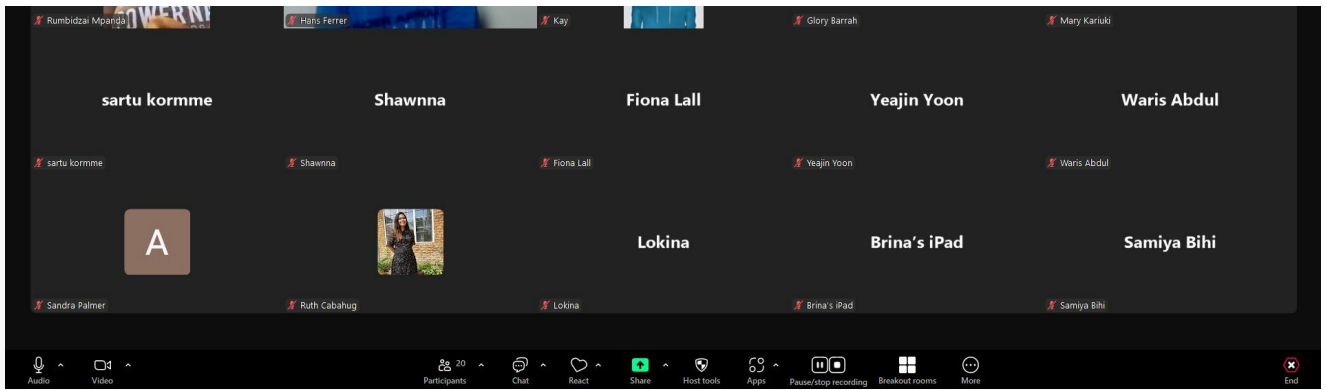 POWERNI
Rumbidzai Mpanda Hans Ferrer Kay Glory Barrah Mary Kariuki
sartu kormme Shawnna Fiona Lall Yeajin Yoon Waris Abdul
sartu kormme Shawnna Fiona Lall Yeajin Yoon Waris Abdul
A Lokina Brina's iPad Samiya Bihi
Sandra Palmer Ruth Cabahug Lokina Brina's iPad Samiya Bihi
20
Audio Video Participants Chat React Share Host tools Apps Pause/stop recording Breakout rooms More End